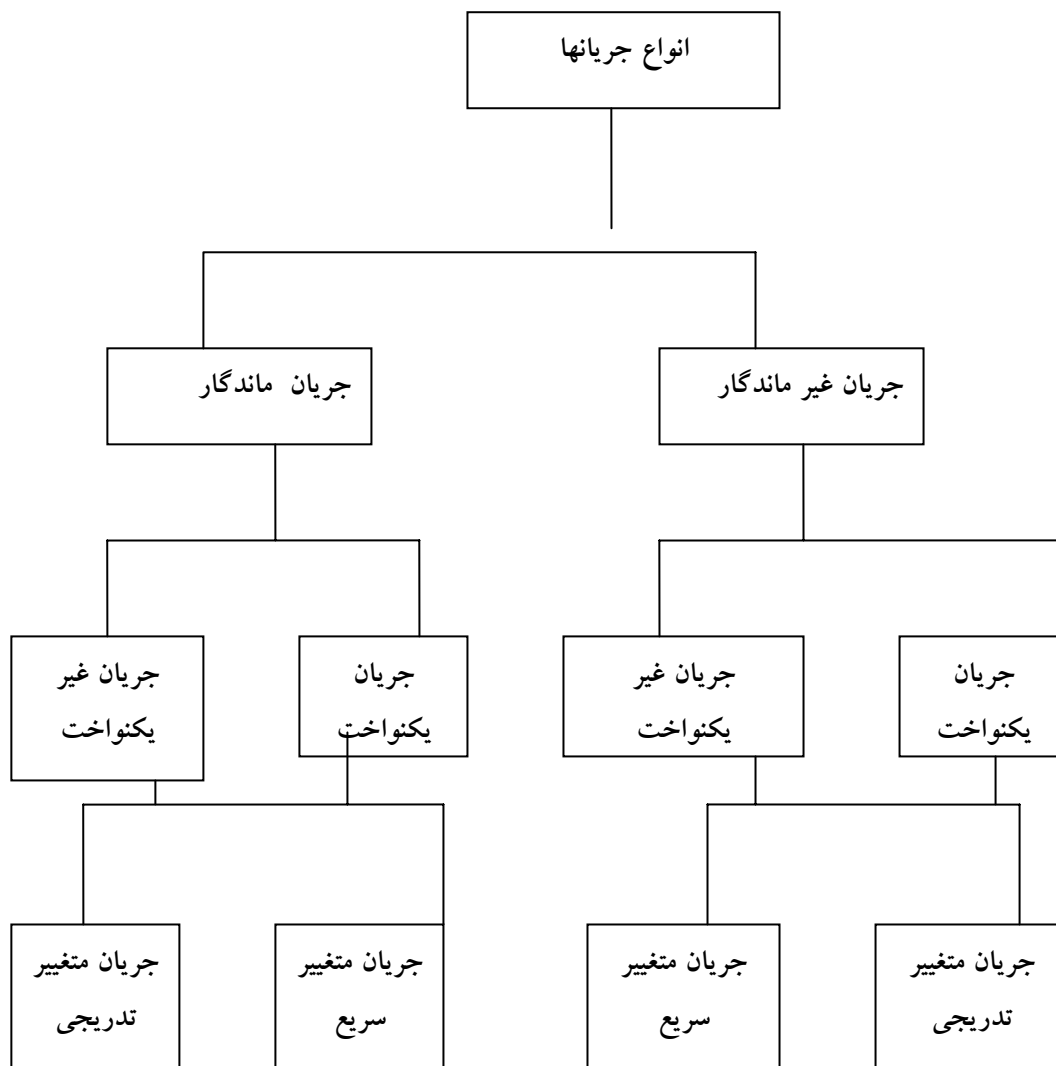 انواع جریانها
جریان غیر ماندگار
جریان ماندگار
جریان
یکنواخت
جریان غیر
یکنواخت
جریان
یکنواخت
جریان غیر
یکنواخت
جریان متغییر
تدریجی
جریان متغییر
سریع
جریان متغییر
سریع
جریان متغییر
تدریجی